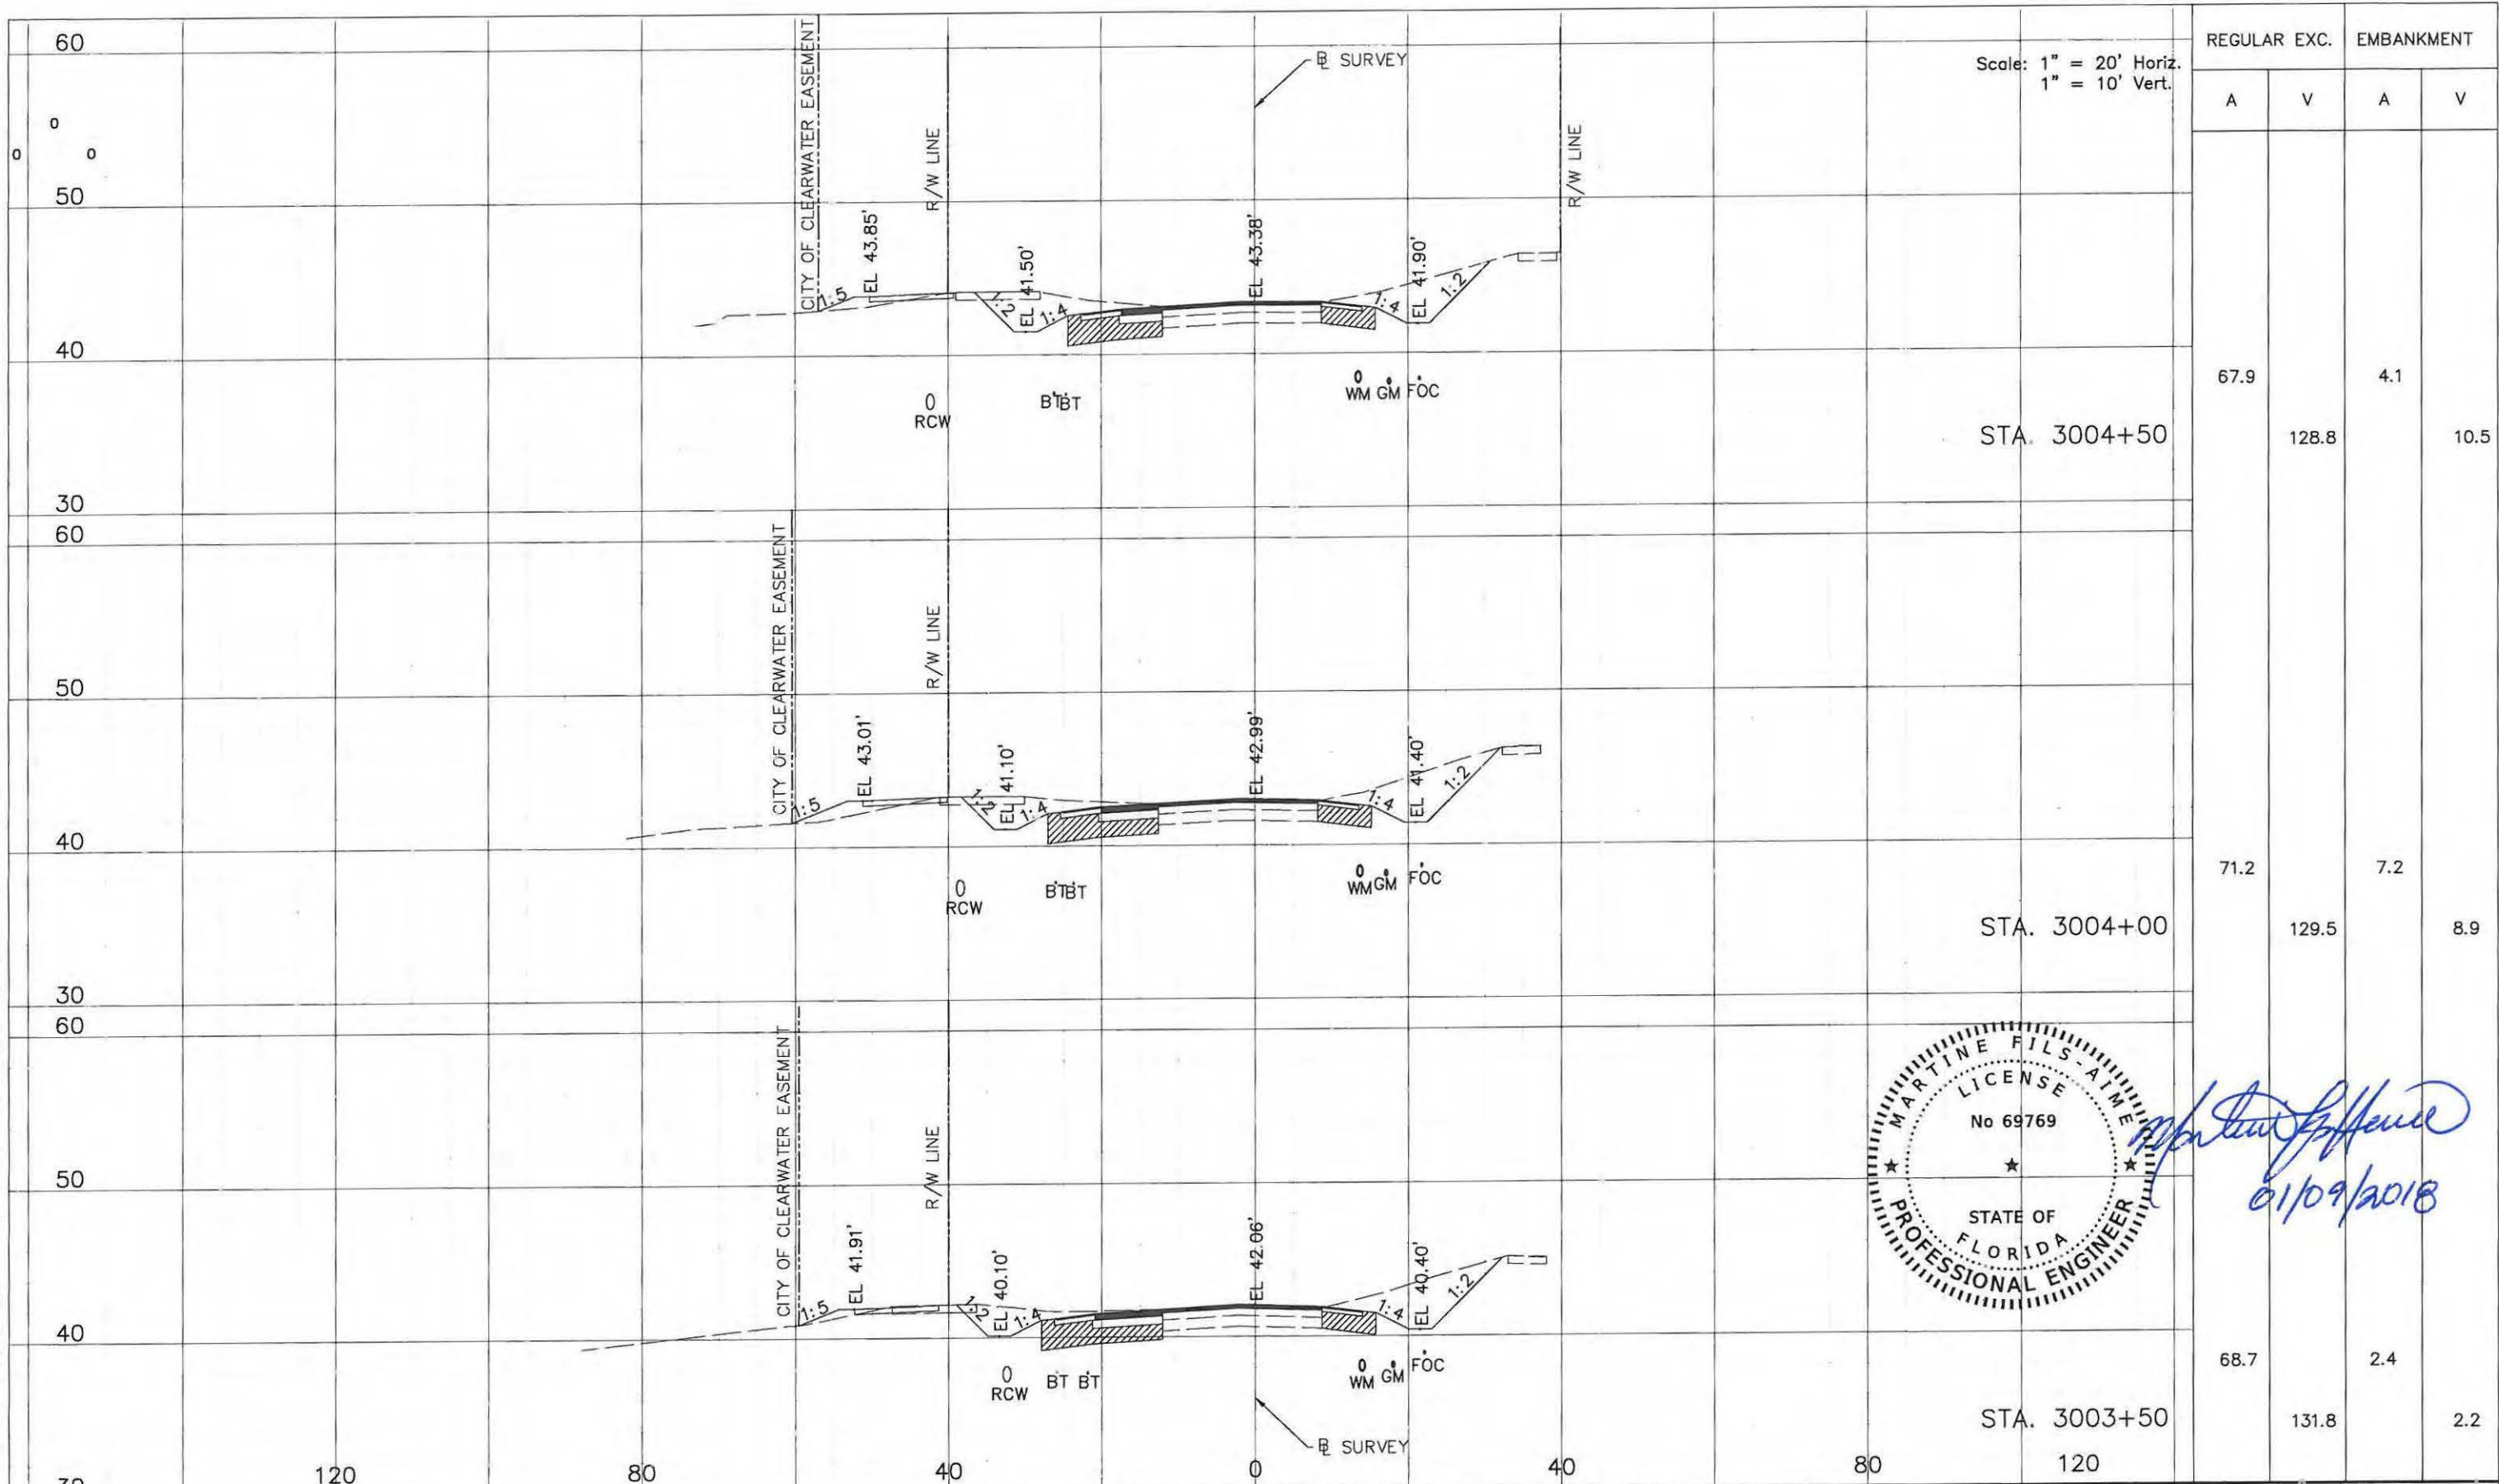 REGULAR EXC. EMBANKMENT
A V A V
Scale: 1" = 20' Horiz.
1" = 10' Vert.
60
50
40
30
CITY OF CLEARWATER EASEMENT
R/W LINE
℄ SURVEY
R/W LINE
EL 43.85'
EL 41.50'
EL 43.38'
EL 41.90'
1:5
1:2
1:4
1:4
1:2
RCW
BT BT
WM GM FOC
STA. 3004+50
67.9 4.1
128.8 10.5
60
50
40
30
CITY OF CLEARWATER EASEMENT
R/W LINE
EL 43.01'
EL 41.10'
EL 42.99'
EL 41.40'
1:5
1:2
1:4
1:4
1:2
RCW
BT BT
WM GM FOC
STA. 3004+00
71.2 7.2
129.5 8.9
60
50
40
CITY OF CLEARWATER EASEMENT
R/W LINE
EL 41.91'
EL 40.10'
EL 42.06'
EL 40.40'
1:5
1:2
1:4
1:4
1:2
RCW
BT BT
WM GM FOC
℄ SURVEY
STA. 3003+50
68.7 2.4
131.8 2.2
MARTINE FILS-AIME
LICENSE
No 69769
STATE OF
FLORIDA
PROFESSIONAL ENGINEER
01/09/2018
120 80 40 0 40 80 120